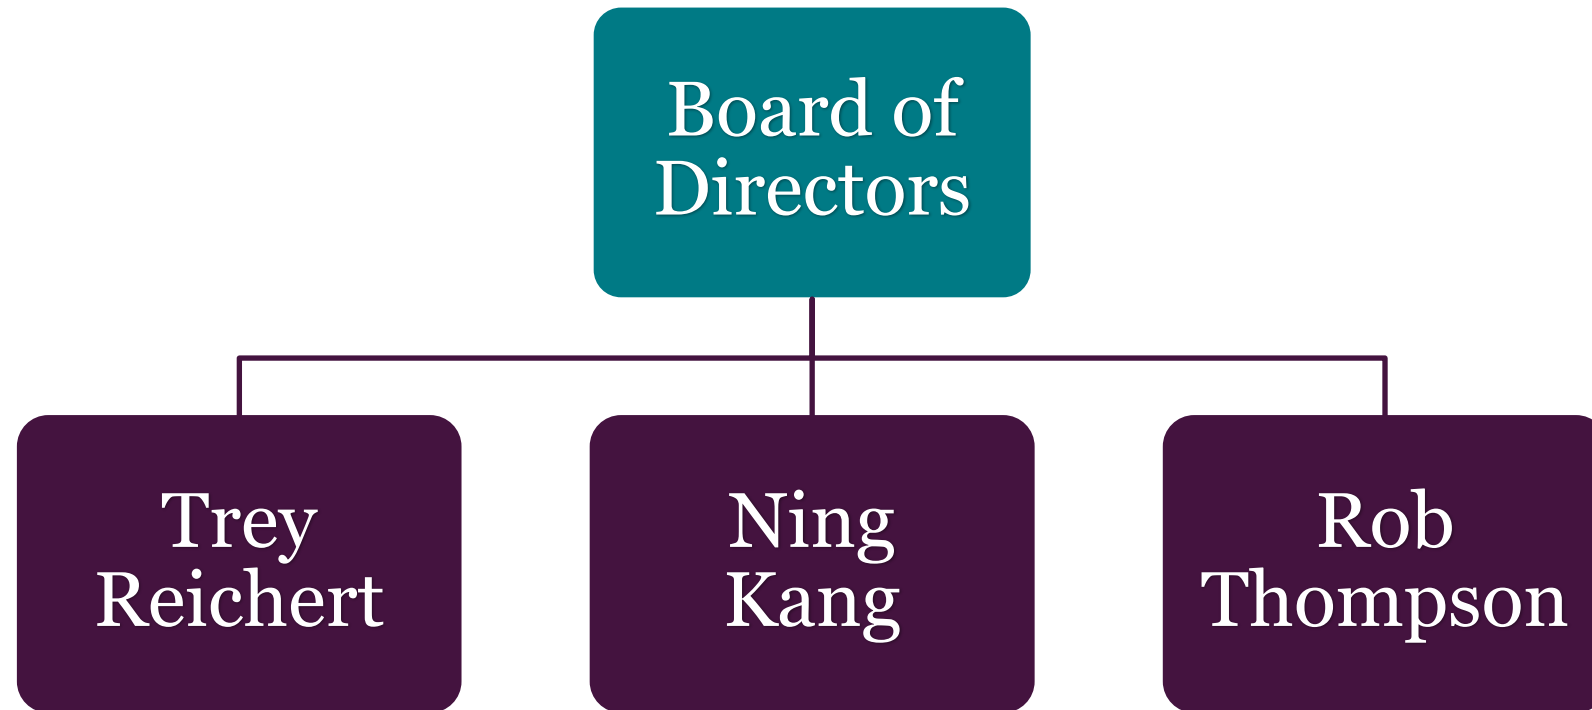 Board of
Directors
Trey
Reichert
Ning
Kang
Rob
Thompson